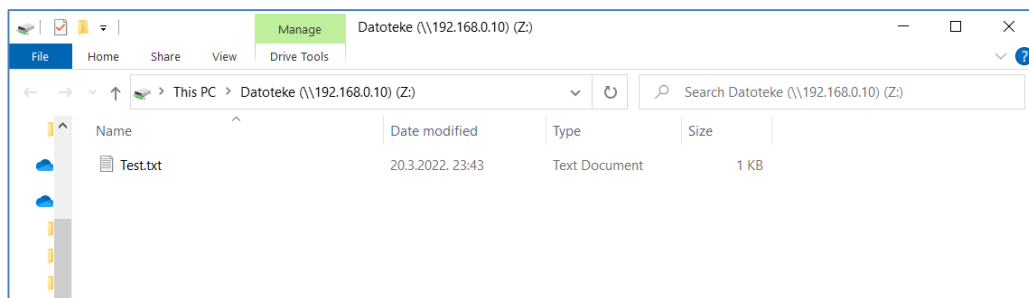 Manage Datoteke (\\192.168.0.10) (Z:)
File Home Share View Drive Tools
This PC > Datoteke (\\192.168.0.10) (Z:) Search Datoteke (\\192.168.0.10) (Z:)
Name Date modified Type Size
Test.txt 20.3.2022. 23:43 Text Document 1 KB